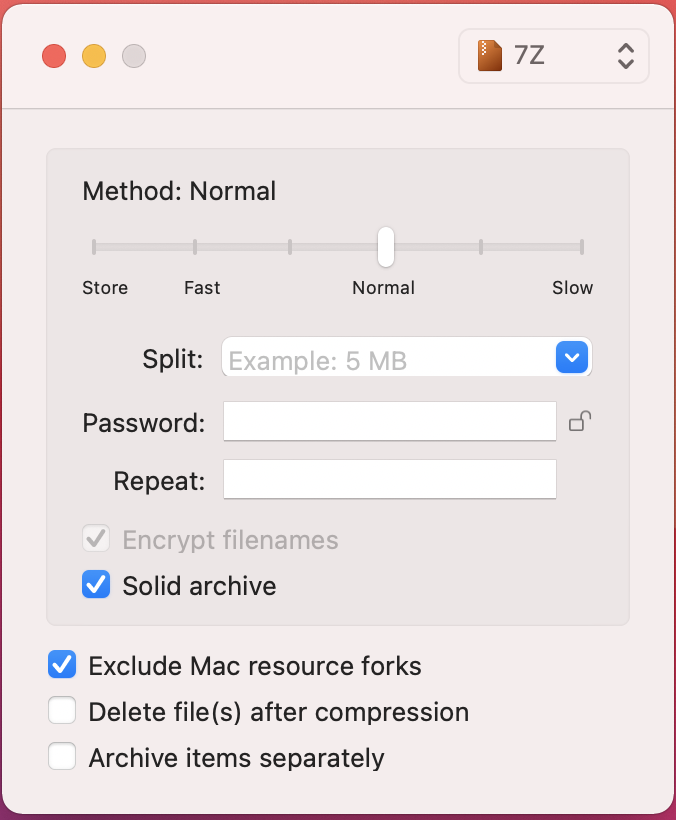 7Z
Method: Normal
Store Fast Normal Slow
Split: Example: 5 MB
Password:
Repeat:
Encrypt filenames
Solid archive
Exclude Mac resource forks
Delete file(s) after compression
Archive items separately